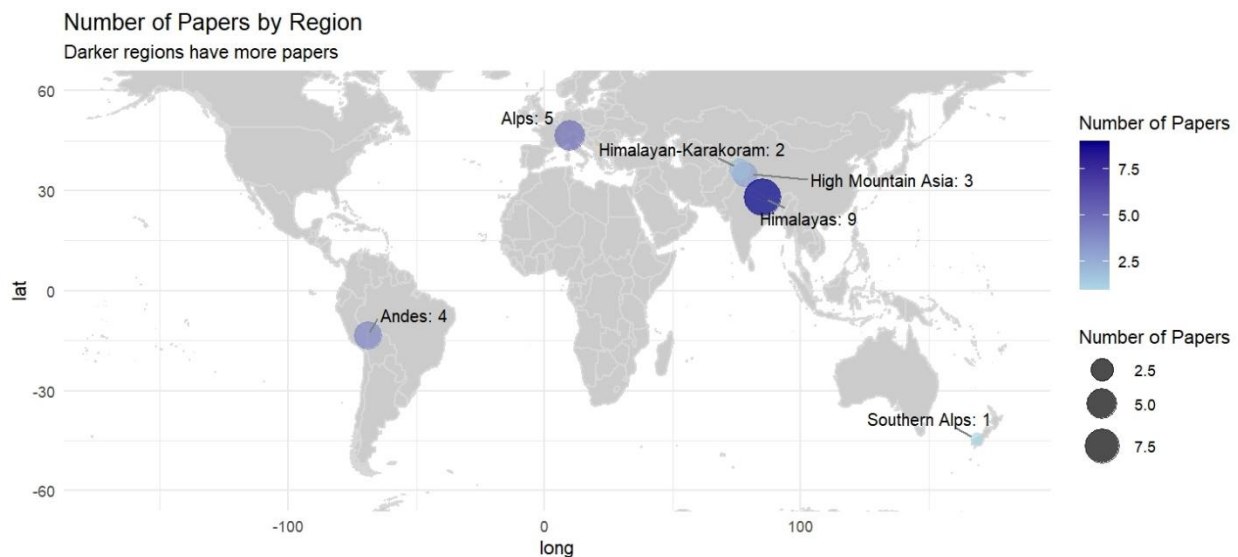 Number of Papers by Region
Darker regions have more papers
60
30
0
-30
-60
lat
Alps: 5
Himalayan-Karakoram: 2
High Mountain Asia: 3
Himalayas: 9
Andes: 4
Southern Alps: 1
-100
0
100
long
Number of Papers
7.5
5.0
2.5
Number of Papers
2.5
5.0
7.5